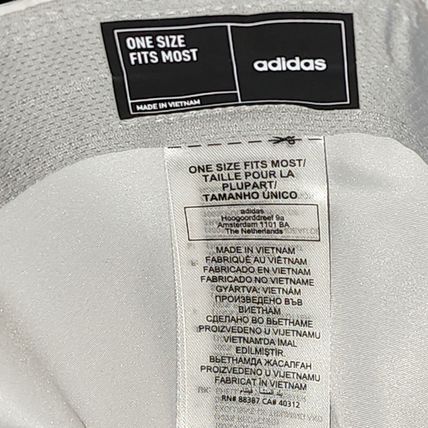 ONE SIZE
FITS MOST
adidas
MADE IN VIETNAM
ONE SIZE FITS MOST/
TAILLE POUR LA
PLUPART/
TAMANHO ÚNICO
adidas
Hoogoorddreef 9a
Amsterdam 1101 BA
The Netherlands
MADE IN VIETNAM
FABRIQUÉ AU VIÊTNAM
FABRICADO EN VIETNAM
FABRICADO NO VIETNAME
GYÁRTVA: VIETNÁM
ПРОИЗВЕДЕНО ВЪВ
ВИЕТНАМ
СДЕЛАНО ВО ВЬЕТНАМЕ
PROIZVEDENO U VIJETNAMU
VIETNAM'DA İMAL
EDİLMİŞTİR.
ВЬЕТНАМДА ЖАСАЛҒАН
PROIZVEDENO U VIJETNAMU
FABRICAT ÎN VIETNAM
RN# 88387 CA# 40312